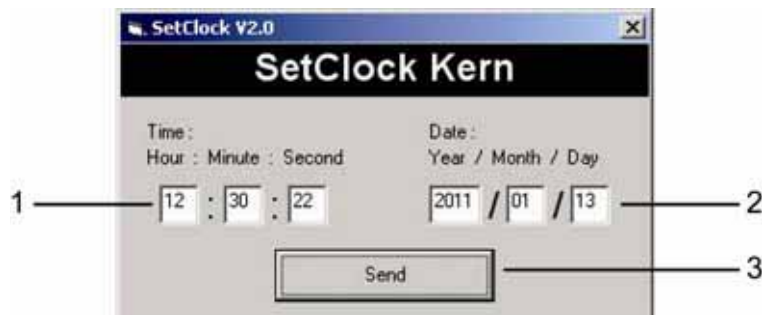 SetClock V2.0
SetClock Kern
Time :
Hour : Minute : Second
Date :
Year / Month / Day
1
12 : 30 : 22
2011 / 01 / 13
2
Send
3